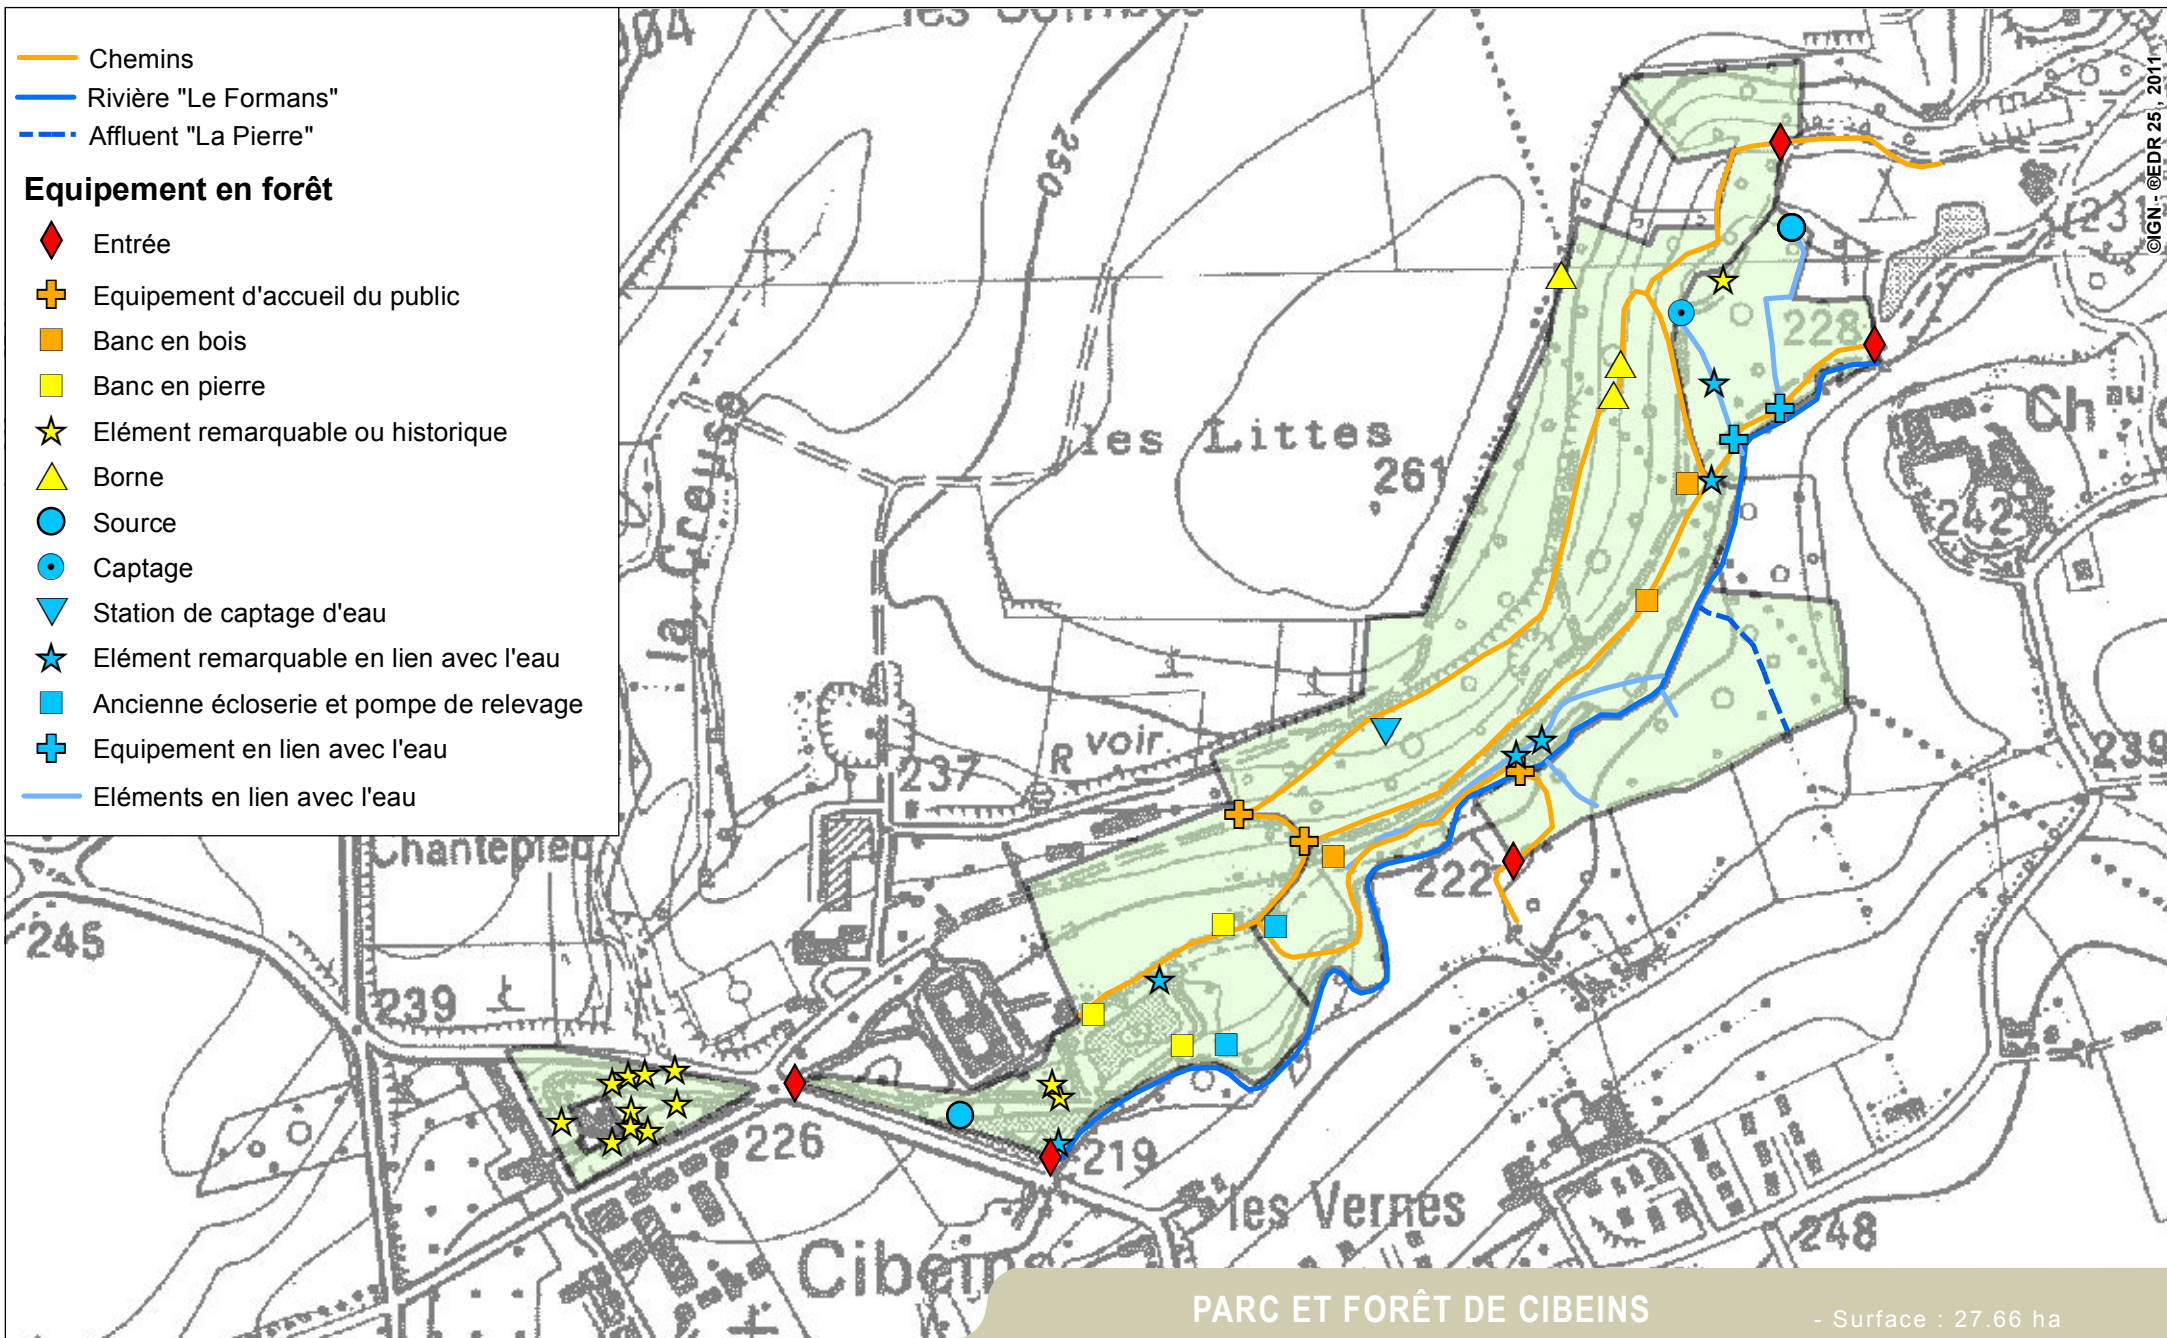 Chemins
Rivière "Le Formans"
Affluent "La Pierre"
Equipement en forêt
Entrée
Equipement d'accueil du public
Banc en bois
Banc en pierre
Elément remarquable ou historique
Borne
Source
Captage
Station de captage d'eau
Elément remarquable en lien avec l'eau
Ancienne écloserie et pompe de relevage
Equipement en lien avec l'eau
Eléments en lien avec l'eau
©IGN - ®EDR 25 , 2011
250
231
228
Ch au
les Littes
261
242
la Creuse
R voir
237
239
222
245
239
226
219
les Vernes
248
Cibeins
PARC ET FORÊT DE CIBEINS
- Surface : 27.66 ha